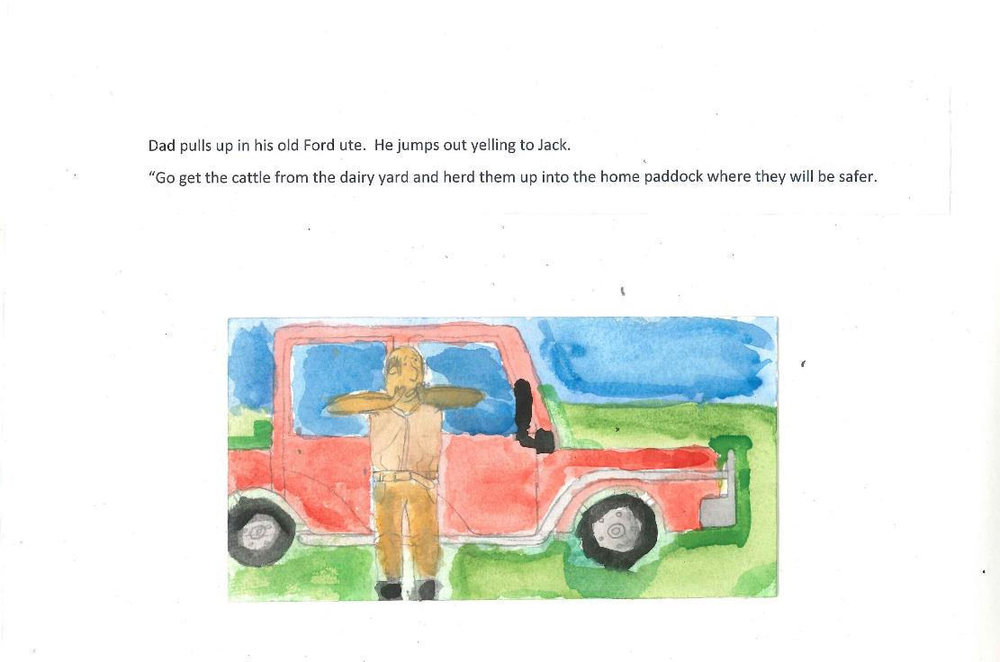 Dad pulls up in his old Ford ute.  He jumps out yelling to Jack.
“Go get the cattle from the dairy yard and herd them up into the home paddock where they will be safer.